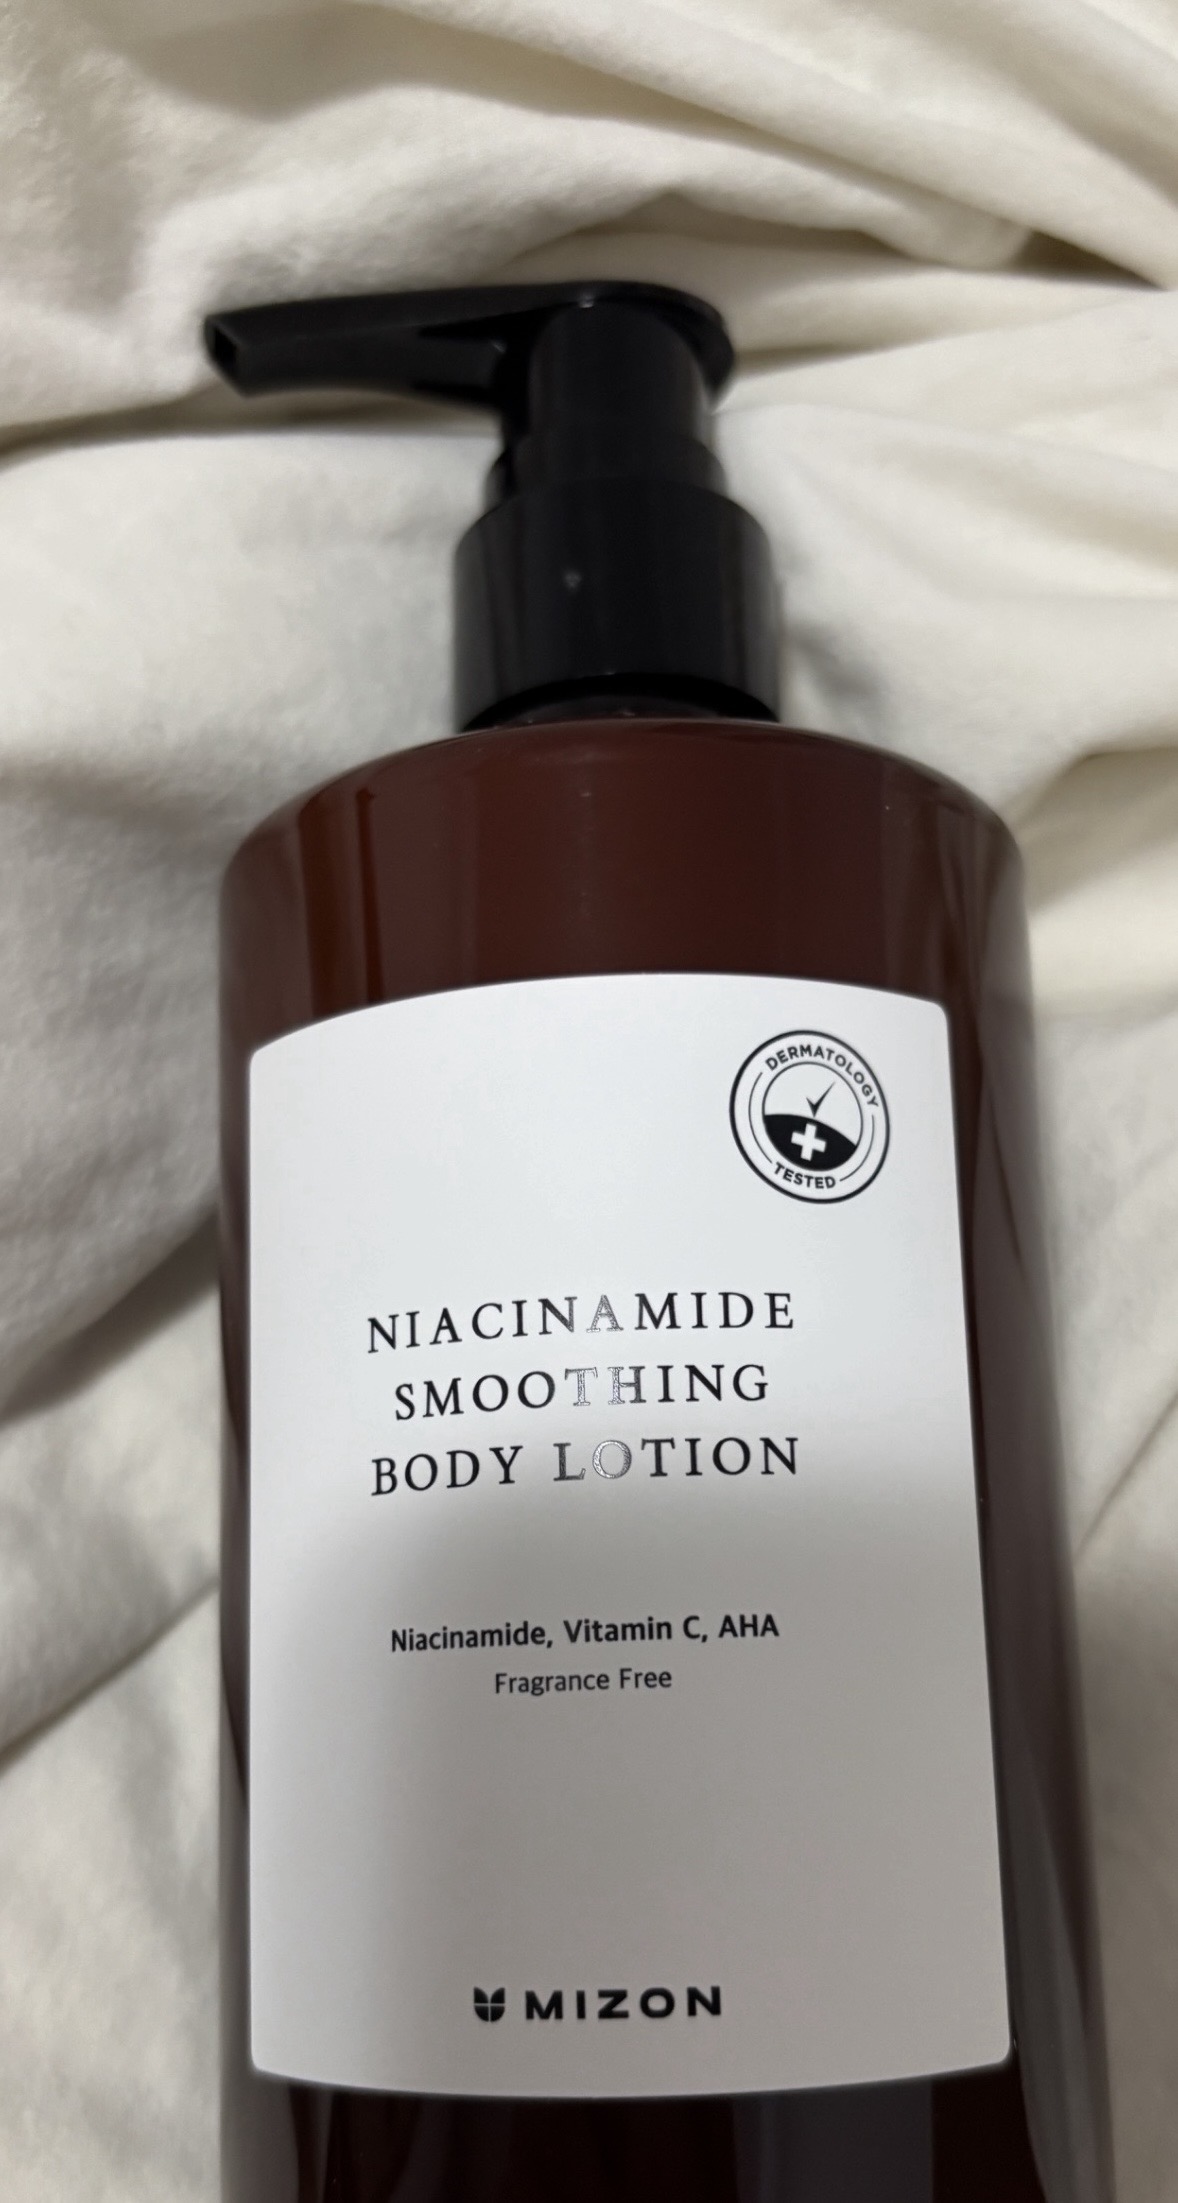 DERMATOLOGY
TESTED
NIACINAMIDE
SMOOTHING
BODY LOTION
Niacinamide, Vitamin C, AHA
Fragrance Free
MIZON